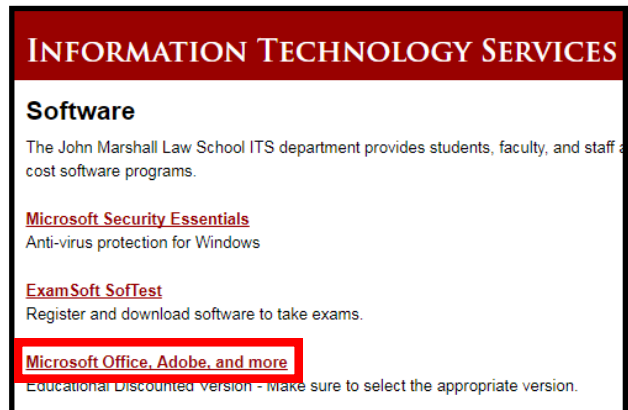 INFORMATION TECHNOLOGY SERVICES
Software
The John Marshall Law School ITS department provides students, faculty, and staff
cost software programs.
Microsoft Security Essentials
Anti-virus protection for Windows
ExamSoft SofTest
Register and download software to take exams.
Microsoft Office, Adobe, and more
Educational Discounted Version - Make sure to select the appropriate version.